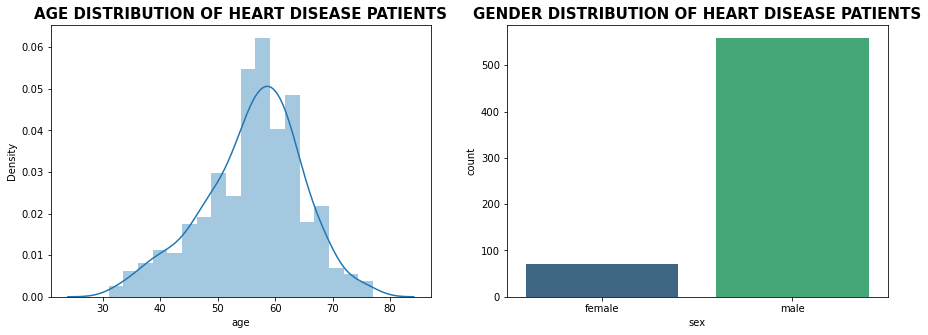 AGE DISTRIBUTION OF HEART DISEASE PATIENTS
0.06
0.05
0.04
0.03
0.02
0.01
0.00
Density
30 40 50 60 70 80
age
GENDER DISTRIBUTION OF HEART DISEASE PATIENTS
500
400
300
200
100
0
count
female male
sex